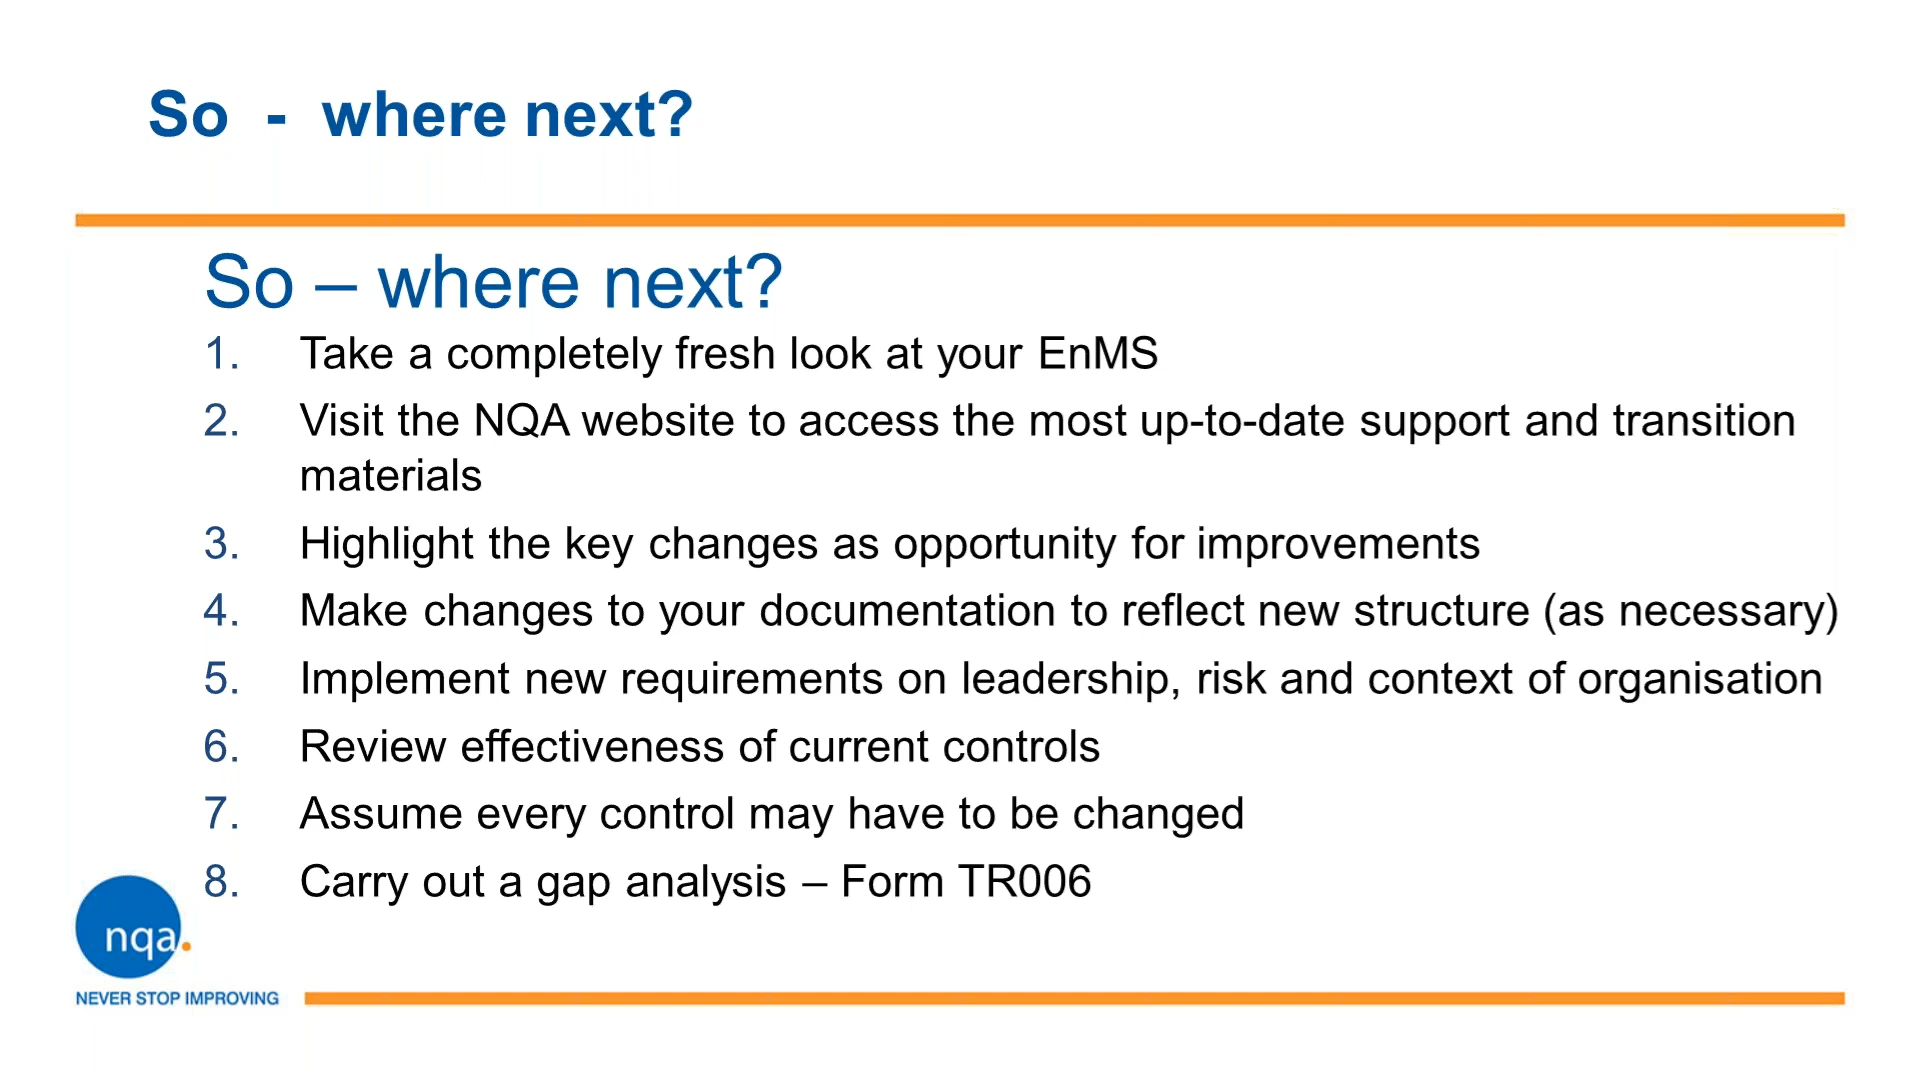 So - where next?
So – where next?
1. Take a completely fresh look at your EnMS
2. Visit the NQA website to access the most up-to-date support and transition
materials
3. Highlight the key changes as opportunity for improvements
4. Make changes to your documentation to reflect new structure (as necessary)
5. Implement new requirements on leadership, risk and context of organisation
6. Review effectiveness of current controls
7. Assume every control may have to be changed
8. Carry out a gap analysis – Form TR006
nqa.
NEVER STOP IMPROVING